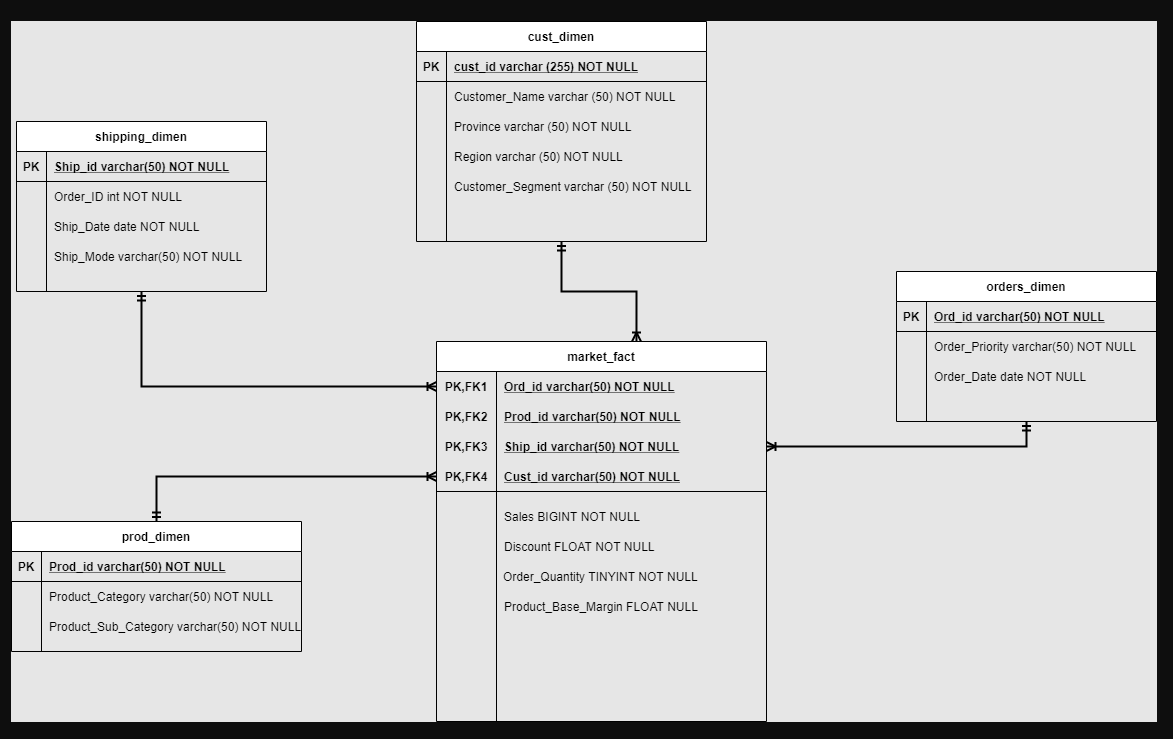 cust_dimen
PK cust_id varchar (255) NOT NULL
Customer_Name varchar (50) NOT NULL
Province varchar (50) NOT NULL
Region varchar (50) NOT NULL
Customer_Segment varchar (50) NOT NULL
shipping_dimen
PK Ship_id varchar(50) NOT NULL
Order_ID int NOT NULL
Ship_Date date NOT NULL
Ship_Mode varchar(50) NOT NULL
orders_dimen
PK Ord_id varchar(50) NOT NULL
Order_Priority varchar(50) NOT NULL
Order_Date date NOT NULL
market_fact
PK,FK1 Ord_id varchar(50) NOT NULL
PK,FK2 Prod_id varchar(50) NOT NULL
PK,FK3 Ship_id varchar(50) NOT NULL
PK,FK4 Cust_id varchar(50) NOT NULL
Sales BIGINT NOT NULL
Discount FLOAT NOT NULL
Order_Quantity TINYINT NOT NULL
Product_Base_Margin FLOAT NULL
prod_dimen
PK Prod_id varchar(50) NOT NULL
Product_Category varchar(50) NOT NULL
Product_Sub_Category varchar(50) NOT NULL